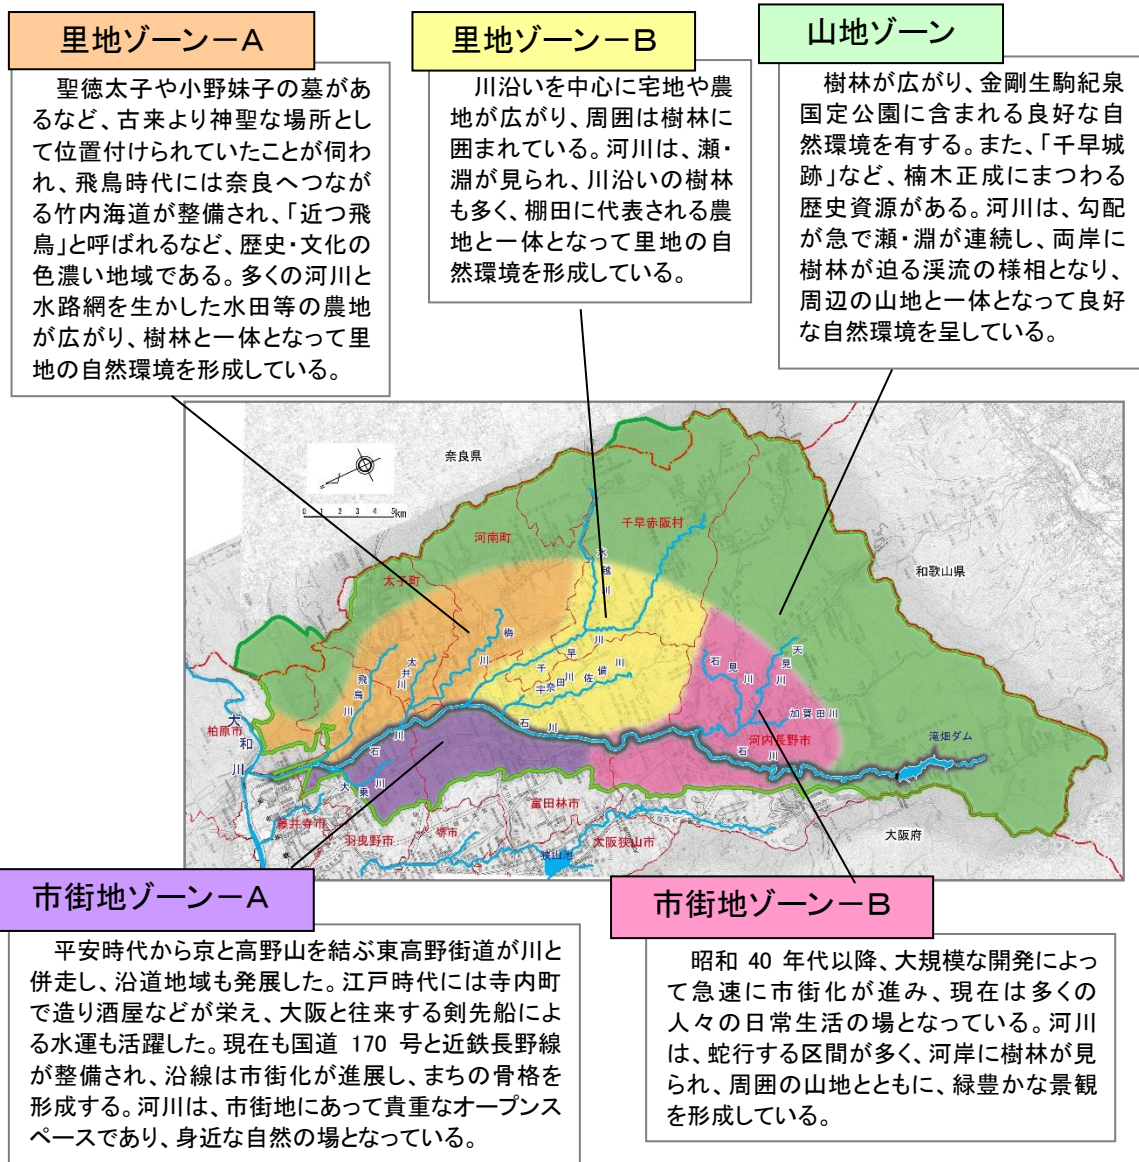 里地ゾーン－A
聖徳太子や小野妹子の墓があ
るなど、古来より神聖な場所とし
て位置付けられていたことが伺わ
れ、飛鳥時代には奈良へつなが
る竹内海道が整備され、「近つ飛
鳥」と呼ばれるなど、歴史・文化の
色濃い地域である。多くの河川と
水路網を生かした水田等の農地
が広がり、樹林と一体となって里
地の自然環境を形成している。
里地ゾーン－B
川沿いを中心に宅地や農
地が広がり、周囲は樹林に
囲まれている。河川は、瀬・
淵が見られ、川沿いの樹林
も多く、棚田に代表される農
地と一体となって里地の自
然環境を形成している。
山地ゾーン
樹林が広がり、金剛生駒紀泉
国定公園に含まれる良好な自
然環境を有する。また、「千早城
跡」など、楠木正成にまつわる
歴史資源がある。河川は、勾配
が急で瀬・淵が連続し、両岸に
樹林が迫る渓流の様相となり、
周辺の山地と一体となって良好
な自然環境を呈している。
奈良県
0 1 2 3 4 5km
河南町
千早赤阪村
太子町
和歌山県
水越川
梅川
太井川
飛鳥川
千早川
宇奈田川
佐備川
石見川
天見川
加賀田川
大和川
柏原市
石川
石川
石川
河内長野市
滝畑ダム
大乗川
藤井寺市
羽曳野市
堺市
富田林市
大阪狭山市
狭山池
大阪府
市街地ゾーン－A
平安時代から京と高野山を結ぶ東高野街道が川と
併走し、沿道地域も発展した。江戸時代には寺内町
で造り酒屋などが栄え、大阪と往来する剣先船によ
る水運も活躍した。現在も国道 170 号と近鉄長野線
が整備され、沿線は市街化が進展し、まちの骨格を
形成する。河川は、市街地にあって貴重なオープンス
ペースであり、身近な自然の場となっている。
市街地ゾーン－B
昭和 40 年代以降、大規模な開発によっ
て急速に市街化が進み、現在は多くの
人々の日常生活の場となっている。河川
は、蛇行する区間が多く、河岸に樹林が見
られ、周囲の山地とともに、緑豊かな景観
を形成している。